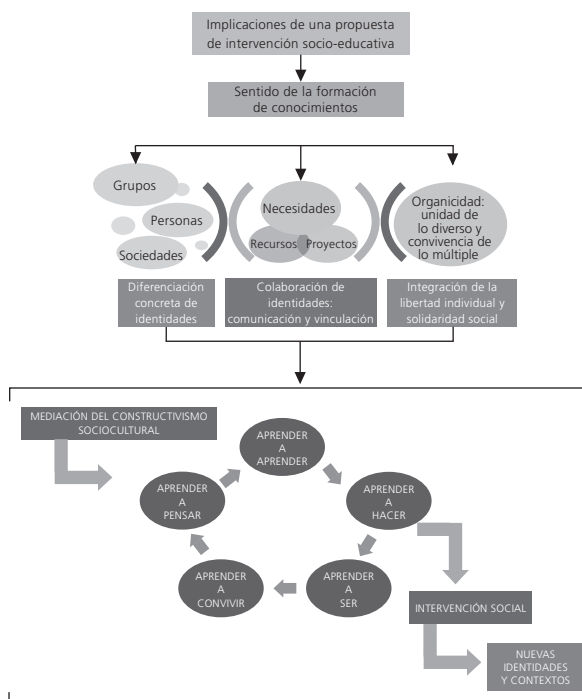 Implicaciones de una propuesta
de intervención socio-educativa
Sentido de la formación
de conocimientos
Grupos
Personas
Sociedades
Necesidades
Recursos
Proyectos
Organicidad:
unidad de
lo diverso y
convivencia de
lo múltiple
Diferenciación
concreta de
identidades
Colaboración de
identidades:
comunicación y vinculación
Integración de la
libertad individual y
solidaridad social
MEDIACIÓN DEL CONSTRUCTIVISMO
SOCIOCULTURAL
APRENDER
A
APRENDER
APRENDER
A
PENSAR
APRENDER
A
HACER
APRENDER
A
CONVIVIR
APRENDER
A
SER
INTERVENCIÓN SOCIAL
NUEVAS
IDENTIDADES
Y CONTEXTOS